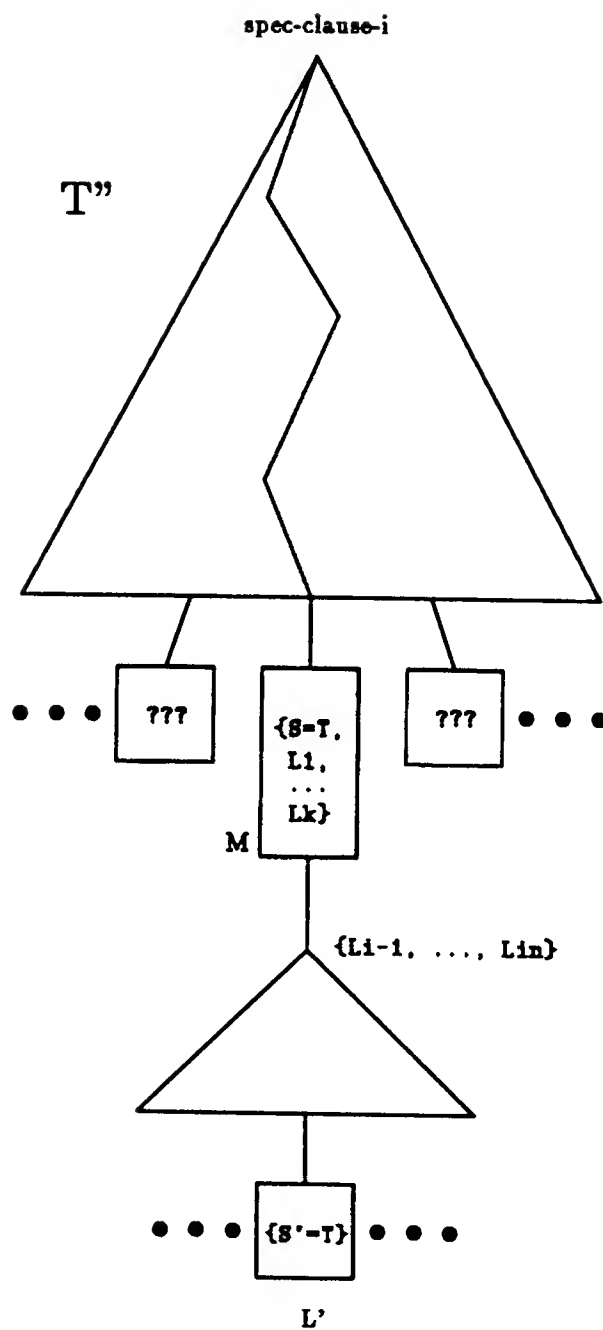 spec-clause-i
T”
???
{S=T,
L1,
...
Lk}
???
M
{Li-1, ..., Lin}
{S'=T}
L’